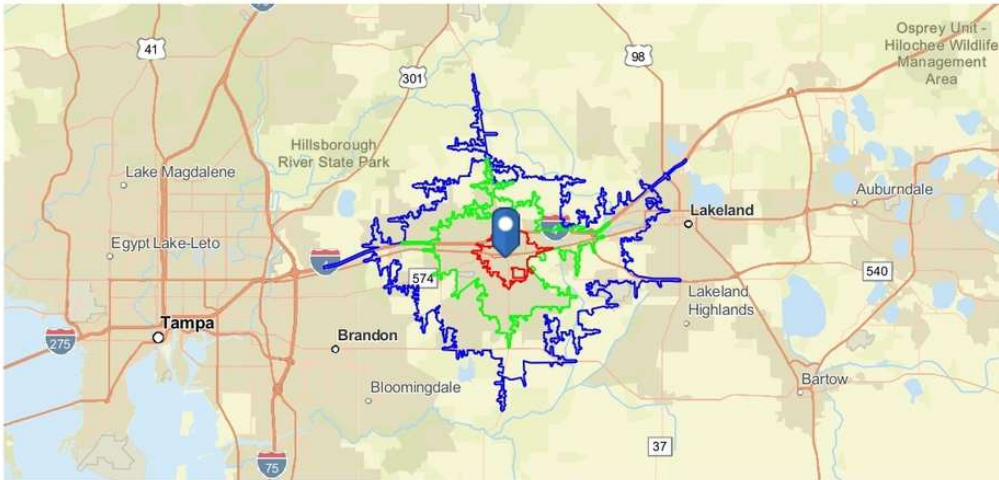 41
98
301
Osprey Unit -
Hilochee Wildlife
Management
Area
Hillsborough
River State Park
Lake Magdalene
Auburndale
Lakeland
Egypt Lake-Leto
4
574
540
Lakeland
Highlands
Tampa
275
Brandon
Bloomingdale
Bartow
37
75